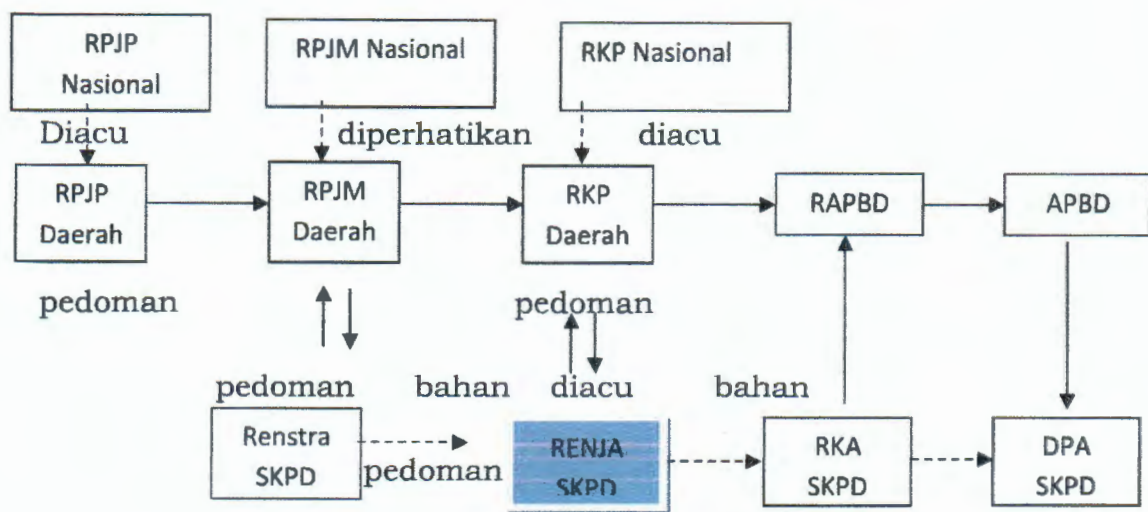 RPJP
Nasional
RPJM Nasional
RKP Nasional
Diacu
diperhatikan
diacu
RPJP
Daerah
RPJM
Daerah
RKP
Daerah
RAPBD
APBD
pedoman
pedoman
pedoman
bahan
diacu
bahan
Renstra
SKPD
pedoman
RENJA
SKPD
RKA
SKPD
DPA
SKPD